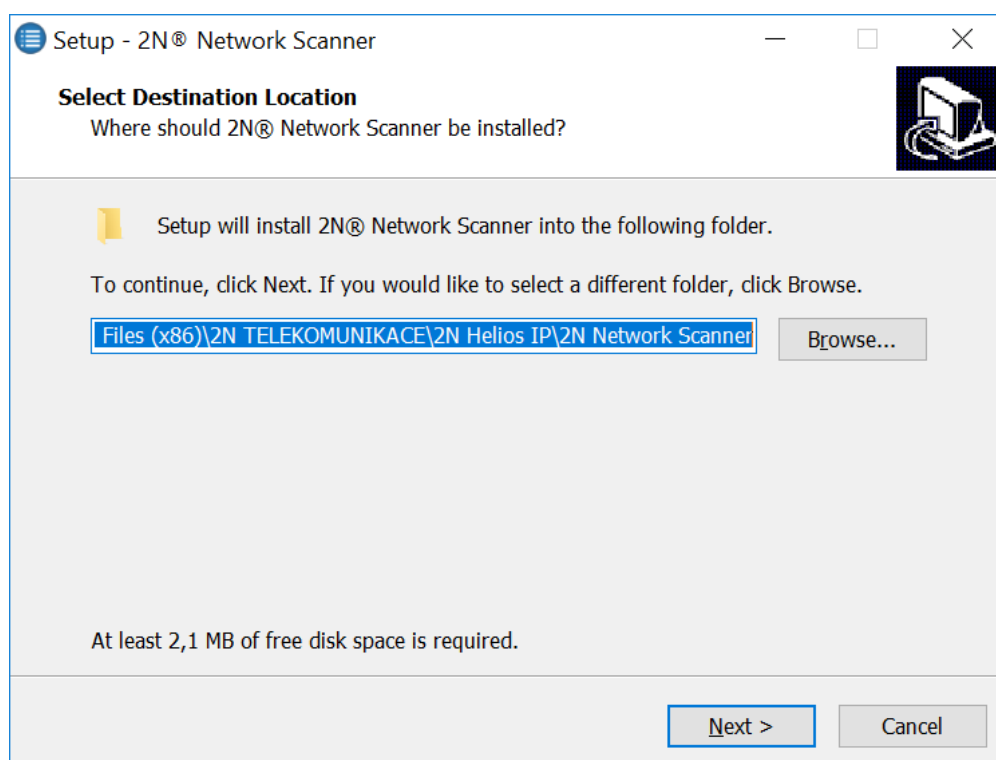 Setup - 2N® Network Scanner
Select Destination Location
Where should 2N® Network Scanner be installed?
Setup will install 2N® Network Scanner into the following folder.
To continue, click Next. If you would like to select a different folder, click Browse.
Files (x86)\2N TELEKOMUNIKACE\2N Helios IP\2N Network Scanner
Browse...
At least 2,1 MB of free disk space is required.
Next >
Cancel